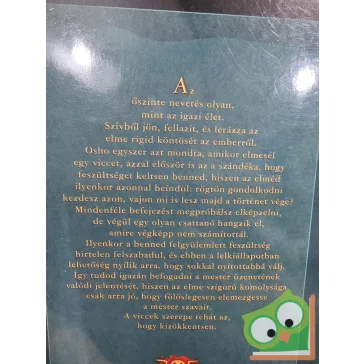 Az
őszinte nevetés olyan,
mint az igazi élet.
Szívből jön, fellazít, és lerázza az
elme rigid köntösét az emberről.
Osho egyszer azt mondta, amikor elmesél
egy viccet, azzal először is az a szándéka, hogy
feszültséget keltsen benned, hiszen az elméd
ilyenkor azonnal beindul: rögtön gondolkodni
kezdesz azon, vajon mi is lesz majd a történet vége?
Mindenféle befejezést megpróbálsz elképzelni,
de végül egy olyan csattanó hangzik el,
amire végképp nem számítottál.
Ilyenkor a benned felgyülemlett feszültség
hirtelen felszabadul, és ebben a lelkiállapotban
lehetőség nyílik arra, hogy sokkal nyitottabbá válj.
Így tudod igazán befogadni a mester üzenetének
valódi jelentését, hiszen az elme szigorú komolysága
csak arra jó, hogy fölöslegesen elemezgesse
a mester szavait.
A viccek szerepe tehát az,
hogy kizökkentsen.